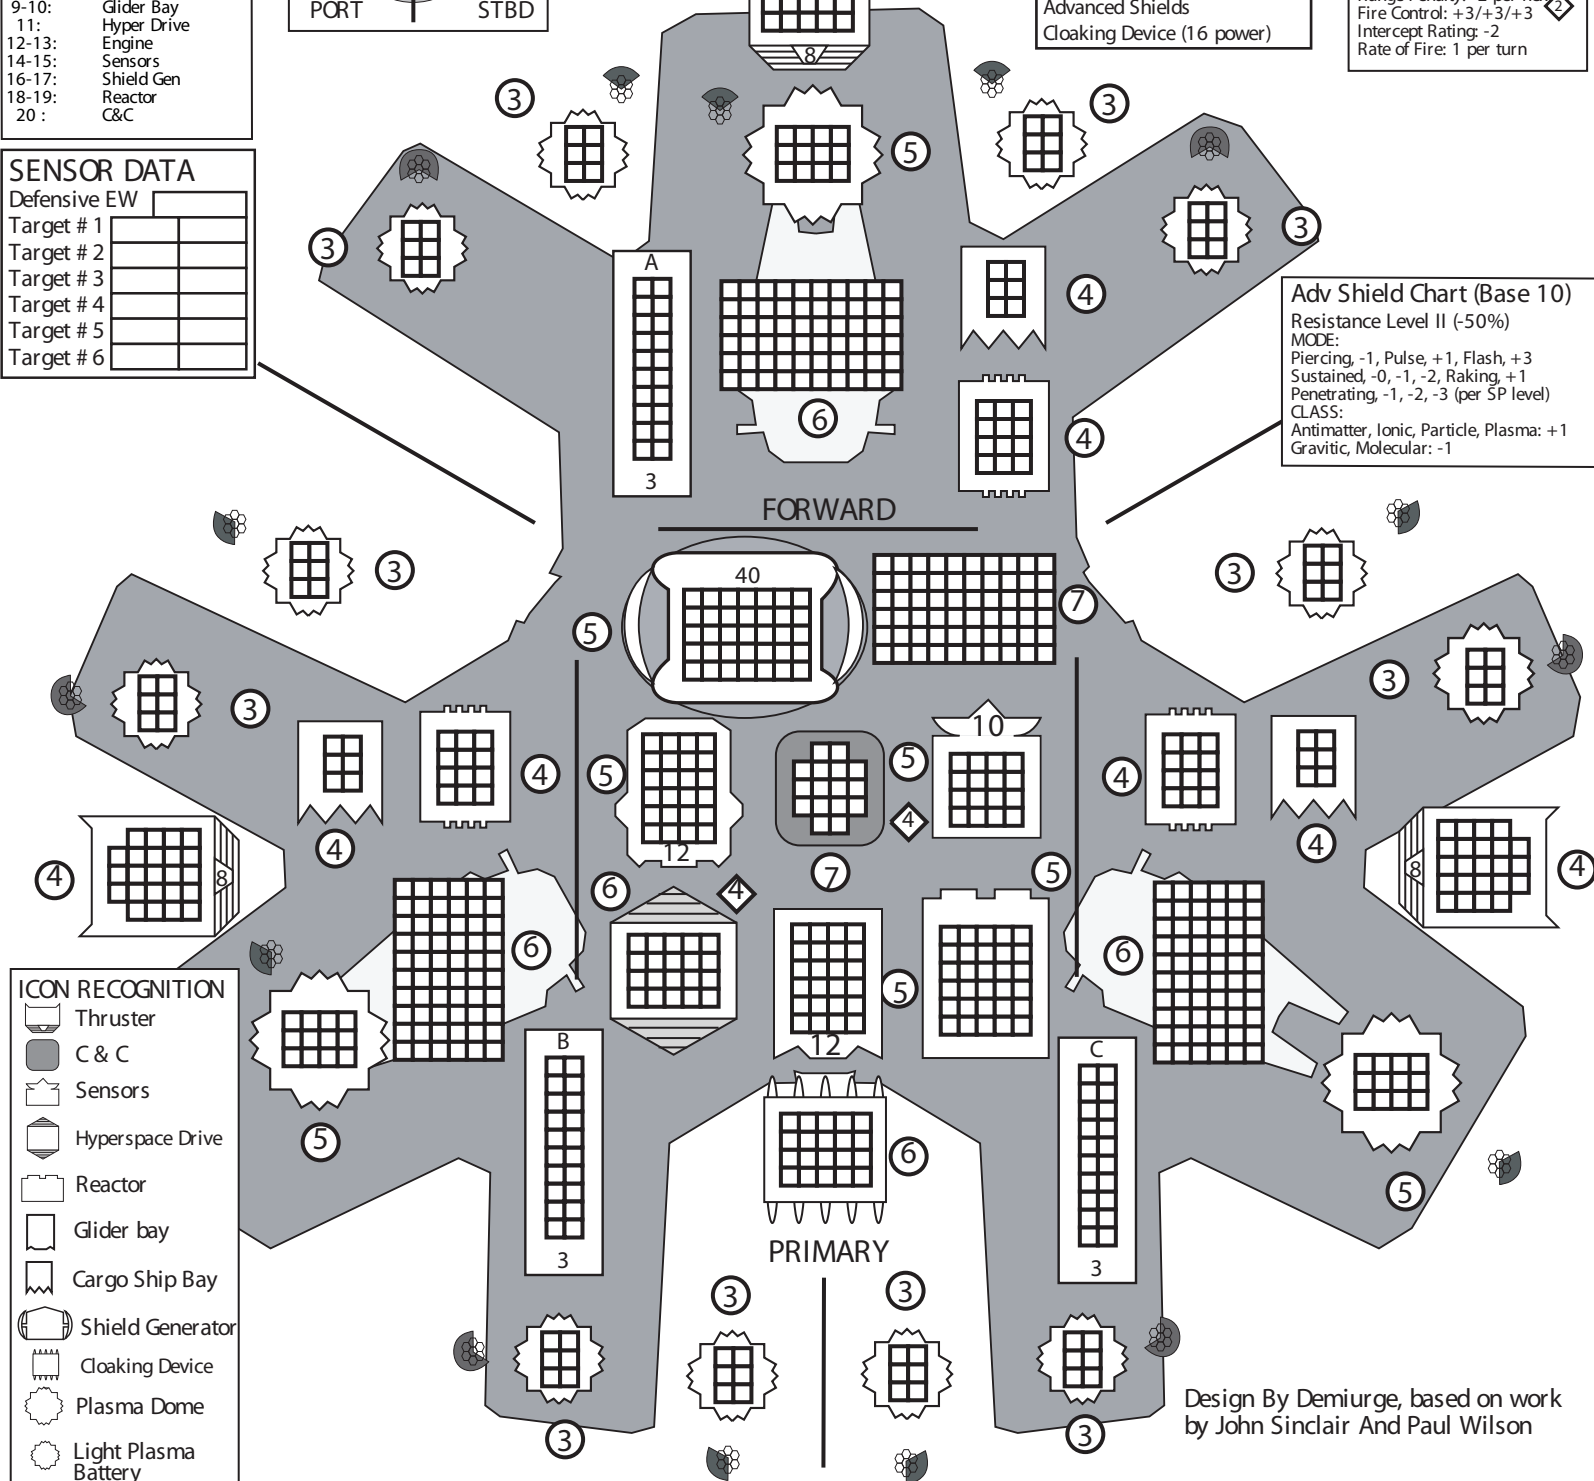 9-10: Glider Bay
11: Hyper Drive
12-13: Engine
14-15: Sensors
16-17: Shield Gen
18-19: Reactor
20 : C&C
PORT STBD
Advanced Shields
Cloaking Device (16 power)
Fire Control: +3/+3/+3
2
Intercept Rating: -2
Rate of Fire: 1 per turn
8
3
3
5
3
3
SENSOR DATA
Defensive EW
Target # 1
Target # 2
Target # 3
Target # 4
Target # 5
Target # 6
A
3
4
6
4
Adv Shield Chart (Base 10)
Resistance Level II (-50%)
MODE:
Piercing, -1, Pulse, +1, Flash, +3
Sustained, -0, -1, -2, Raking, +1
Penetrating, -1, -2, -3 (per SP level)
CLASS:
Antimatter, Ionic, Particle, Plasma: +1
Gravitic, Molecular: -1
FORWARD
3
5
40
7
3
3
4
4
5
12
7
5
10
4
4
4
3
4
8
6
6
4
5
5
6
8
4
ICON RECOGNITION
Thruster
C & C
Sensors
Hyperspace Drive
Reactor
Glider bay
Cargo Ship Bay
Shield Generator
Cloaking Device
Plasma Dome
Light Plasma
Battery
5
B
3
12
6
C
3
5
PRIMARY
3
3
3
3
Design By Demiurge, based on work
by John Sinclair And Paul Wilson